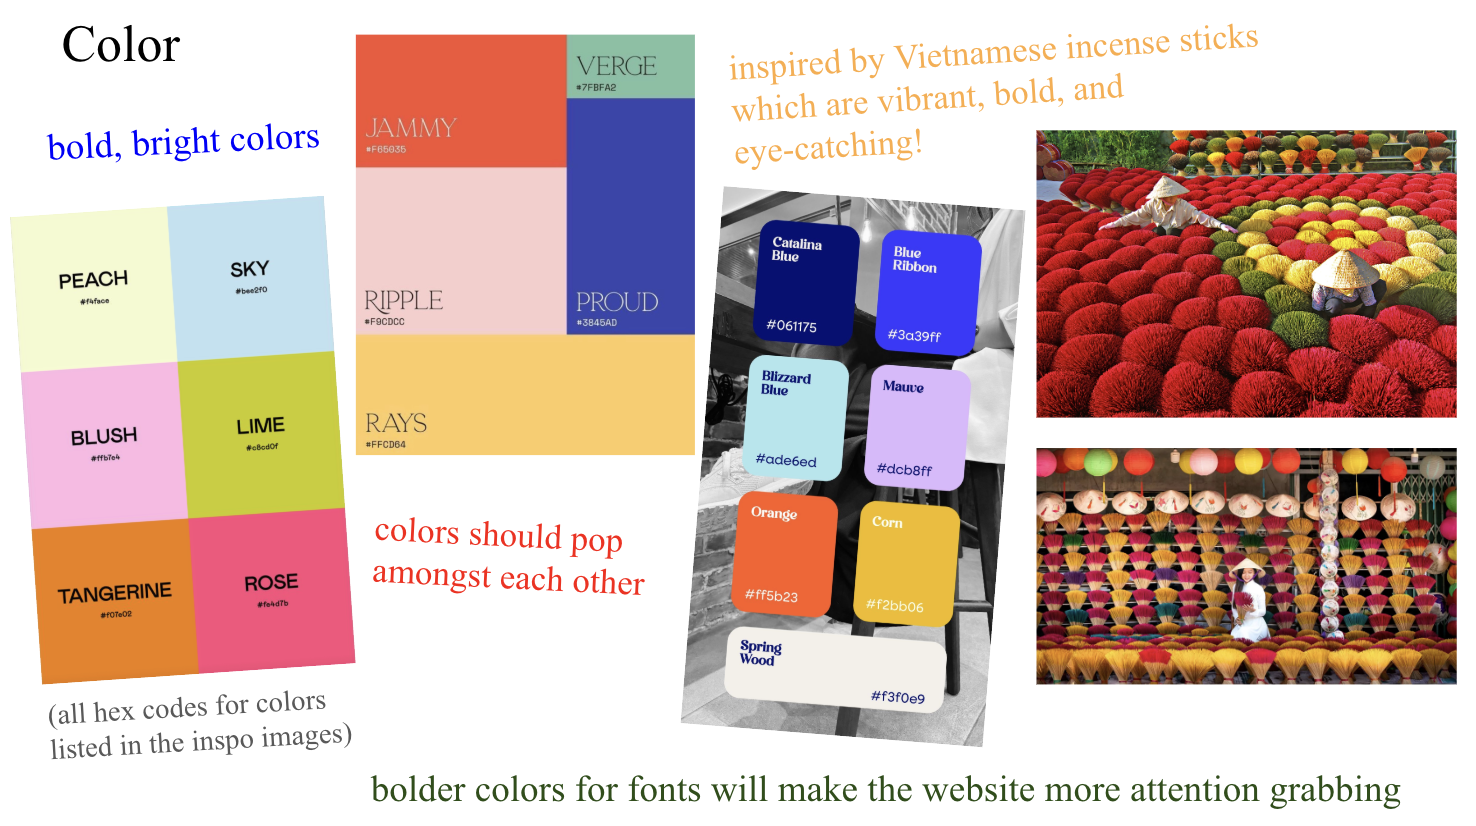 Color
bold, bright colors
PEACH
#f4face
SKY
#bee2f0
BLUSH
#ffb7e4
LIME
#c8cd0f
TANGERINE
#f07e02
ROSE
#fe4d7b
(all hex codes for colors
listed in the inspo images)
JAMMY
#F65635
VERGE
#7FBFA2
RIPPLE
#F9CDCC
PROUD
#3845AD
RAYS
#FFCD64
colors should pop
amongst each other
inspired by Vietnamese incense sticks
which are vibrant, bold, and
eye-catching!
Catalina
Blue
#061175
Blue
Ribbon
#3a39ff
Blizzard
Blue
#ade6ed
Mauve
#dcb8ff
Orange
#ff5b23
Corn
#f2bb06
Spring
Wood
#f3f0e9
bolder colors for fonts will make the website more attention grabbing